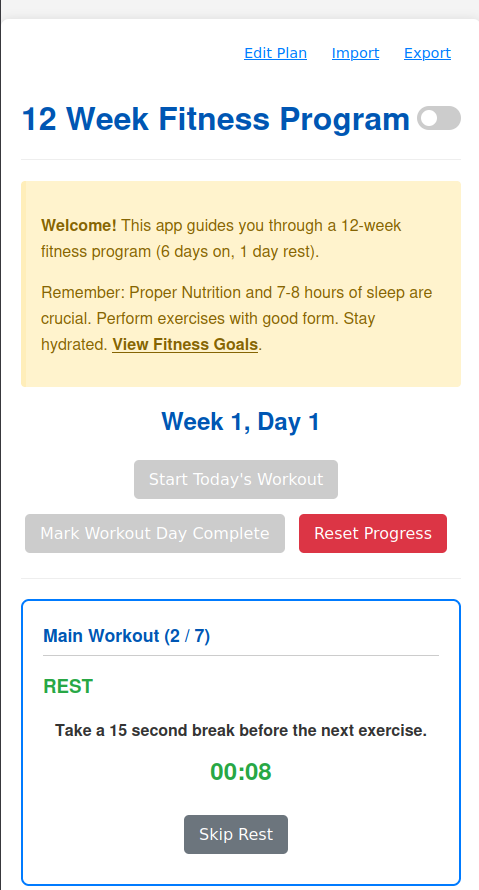 Edit Plan Import Export
12 Week Fitness Program
Welcome! This app guides you through a 12-week
fitness program (6 days on, 1 day rest).
Remember: Proper Nutrition and 7-8 hours of sleep are
crucial. Perform exercises with good form. Stay
hydrated. View Fitness Goals.
Week 1, Day 1
Start Today's Workout
Mark Workout Day Complete Reset Progress
Main Workout (2 / 7)
REST
Take a 15 second break before the next exercise.
00:08
Skip Rest